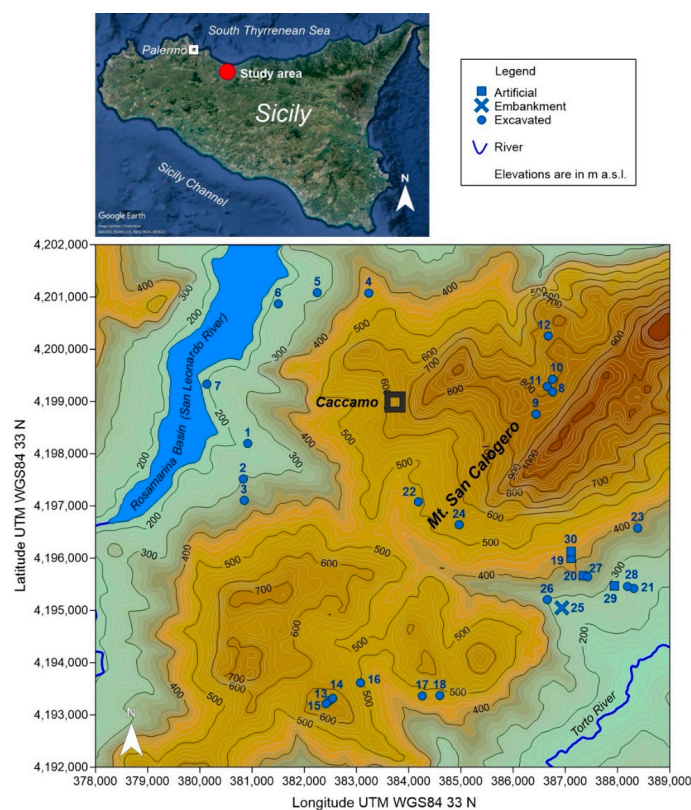 South Thyrrenean Sea
Palermo
Study area
Sicily
Sicily Channel
N
Google Earth
Legend
Artificial
Embankment
Excavated
River
Elevations are in m a.s.l.
4,202,000
4,201,000
4,200,000
4,199,000
4,198,000
4,197,000
4,196,000
4,195,000
4,194,000
4,193,000
4,192,000
Latitude UTM WGS84 33 N
Rosamarina Basin (San Leonardo River)
Caccamo
Mt. San Calogero
Torto River
N
400
300
200
5
4
6
500
600
700
12
900
7
10
11
8
9
800
1
2
3
22
24
23
30
19
20
27
28
29
21
26
25
1000
13
14
15
16
17
18
378,000 379,000 380,000 381,000 382,000 383,000 384,000 385,000 386,000 387,000 388,000 389,000
Longitude UTM WGS84 33 N